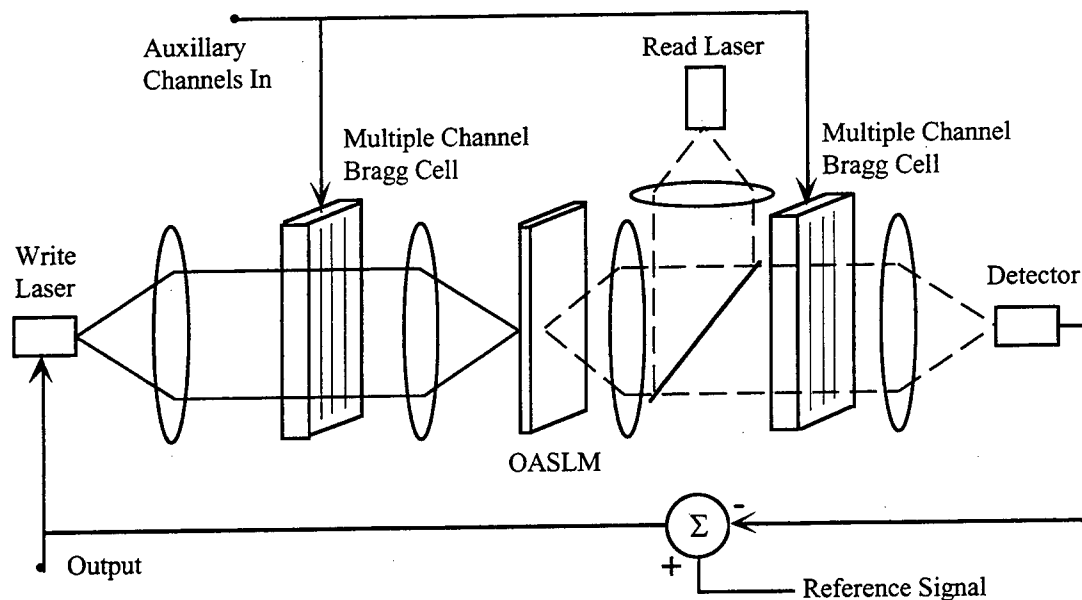 Auxillary
Channels In
Read Laser
Multiple Channel
Bragg Cell
Multiple Channel
Bragg Cell
Write
Laser
Detector
OASLM
Σ
-
+
Output
Reference Signal